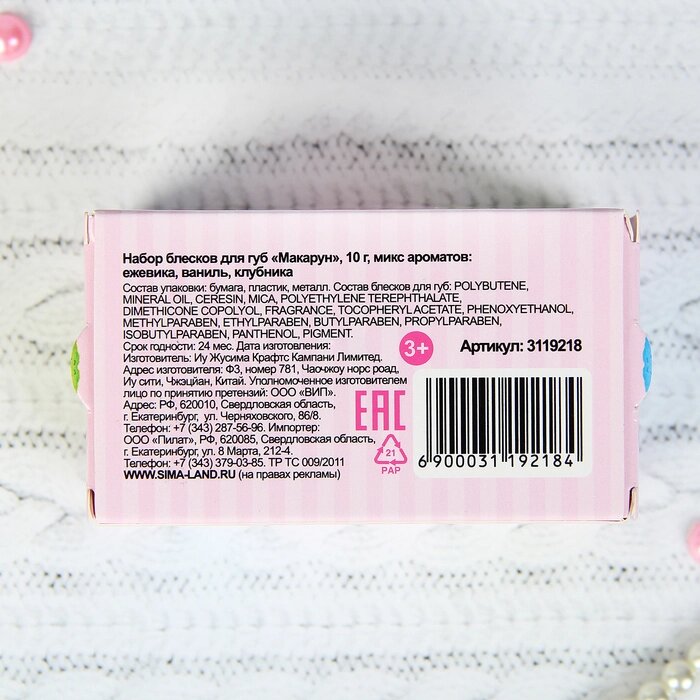 Набор блесков для губ «Макарун», 10 г, микс ароматов:
ежевика, ваниль, клубника
Состав упаковки: бумага, пластик, металл. Состав блесков для губ: POLYBUTENE,
MINERAL OIL, CERESIN, MICA, POLYETHYLENE TEREPHTHALATE,
DIMETHICONE COPOLYOL, FRAGRANCE, TOCOPHERYL ACETATE, PHENOXYETHANOL,
METHYLPARABEN, ETHYLPARABEN, BUTYLPARABEN, PROPYLPARABEN,
ISOBUTYLPARABEN, PANTHENOL, PIGMENT.
Срок годности: 24 мес. Дата изготовления:
Изготовитель: Иу Жусима Крафтс Кампани Лимитед.
Адрес изготовителя: Ф3, номер 781, Чаочжоу норс роад,
Иу сити, Чжэцзян, Китай. Уполномоченное изготовителем
лицо по принятию претензий: ООО «ВИП».
Адрес: РФ, 620010, Свердловская область,
г. Екатеринбург, ул. Черняховского, 86/8.
Телефон: +7 (343) 287-56-96. Импортер:
ООО «Пилат», РФ, 620085, Свердловская область,
г. Екатеринбург, ул. 8 Марта, 212-4.
Телефон: +7 (343) 379-03-85. ТР ТС 009/2011
WWW.SIMA-LAND.RU (на правах рекламы)
3+
Артикул: 3119218
EAC
21
PAP
6 900031 192184